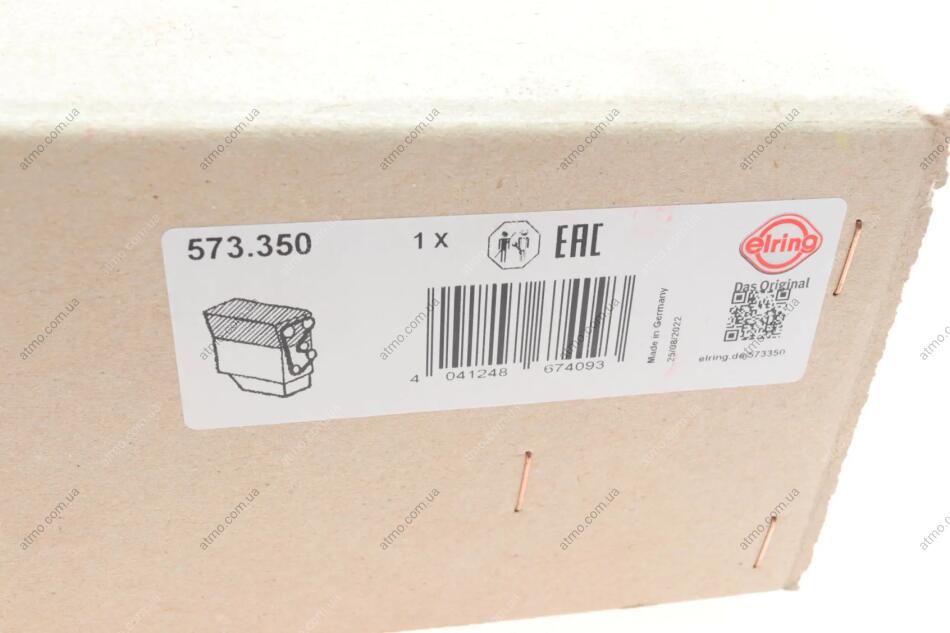 573.350
1 X
EAC
elring
Das Original
4 041248 674093
Made in Germany
25/08/2022
elring.de/573350
atmo.com.ua